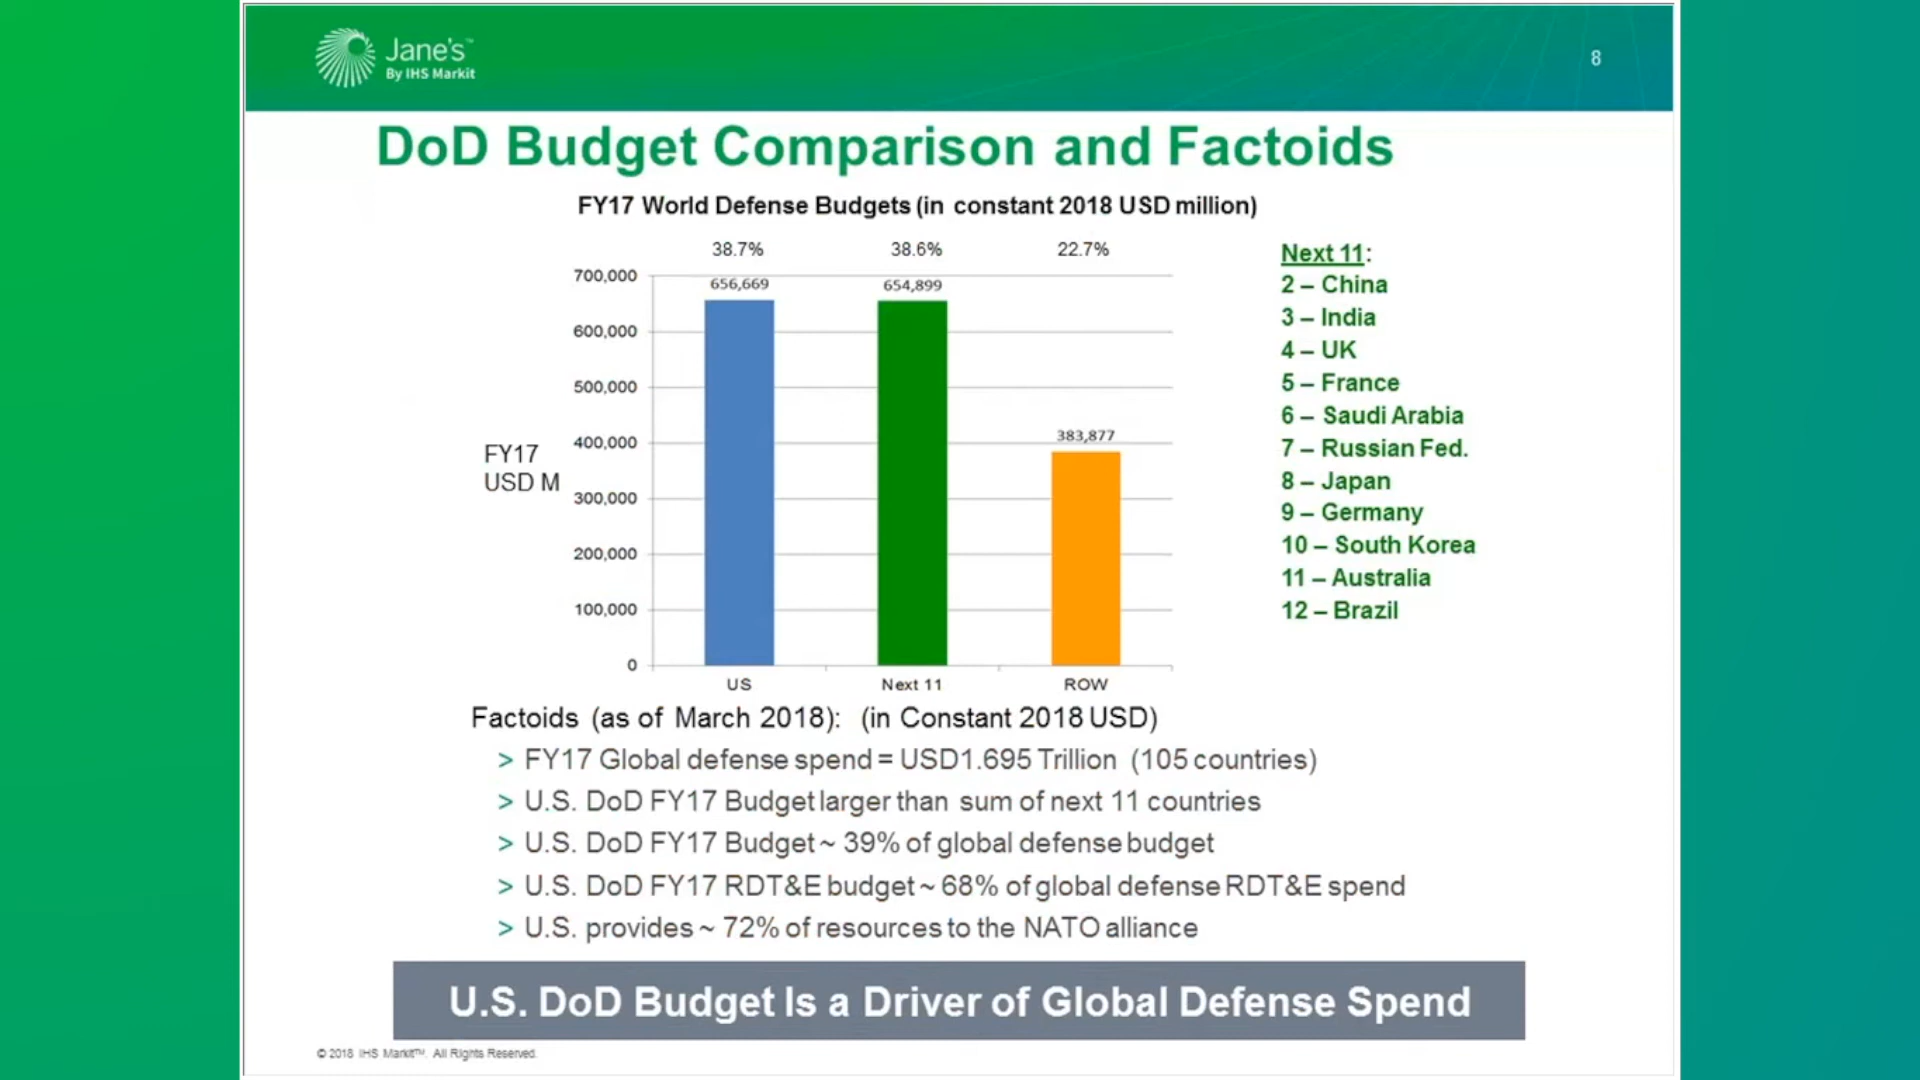 Jane's™
By IHS Markit
8
DoD Budget Comparison and Factoids
FY17 World Defense Budgets (in constant 2018 USD million)
38.7% 38.6% 22.7%
700,000
656,669 654,899
600,000
500,000
400,000
383,877
FY17
USD M
300,000
200,000
100,000
0
US Next 11 ROW
Next 11:
2 – China
3 – India
4 – UK
5 – France
6 – Saudi Arabia
7 – Russian Fed.
8 – Japan
9 – Germany
10 – South Korea
11 – Australia
12 – Brazil
Factoids (as of March 2018): (in Constant 2018 USD)
> FY17 Global defense spend = USD1.695 Trillion (105 countries)
> U.S. DoD FY17 Budget larger than sum of next 11 countries
> U.S. DoD FY17 Budget ~ 39% of global defense budget
> U.S. DoD FY17 RDT&E budget ~ 68% of global defense RDT&E spend
> U.S. provides ~ 72% of resources to the NATO alliance
U.S. DoD Budget Is a Driver of Global Defense Spend
© 2018 IHS Markit™. All Rights Reserved.